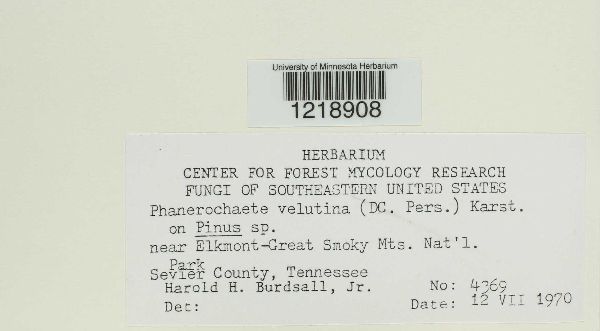 University of Minnesota Herbarium
1218908
HERBARIUM
CENTER FOR FOREST MYCOLOGY RESEARCH
FUNGI OF SOUTHEASTERN UNITED STATES
Phanerochaete velutina (DC. Pers.) Karst.
on Pinus sp.
near Elkmont-Great Smoky Mts. Nat'l.
Park
Sevier County, Tennessee
Harold H. Burdsall, Jr. No: 4369
Det: Date: 12 VII 1970